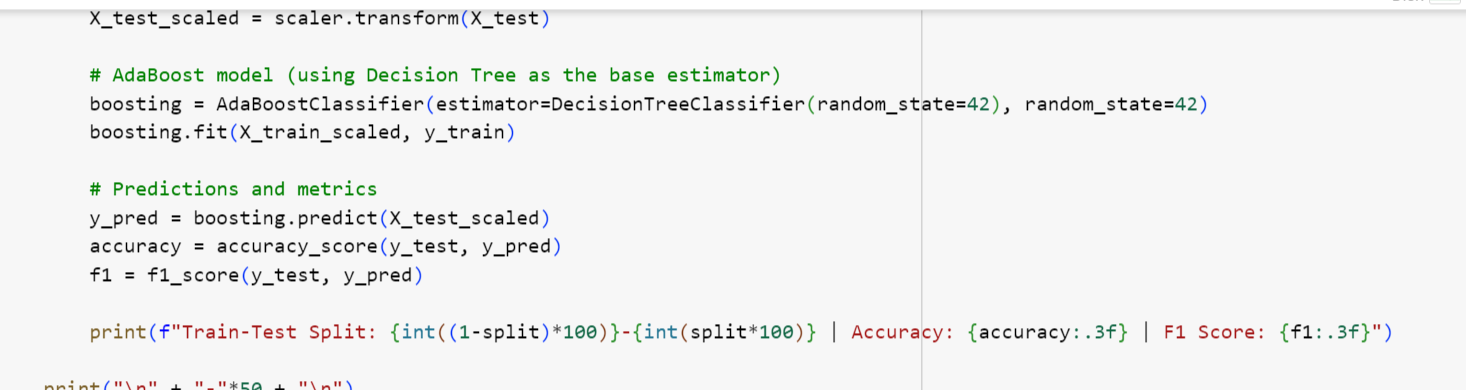 X_test_scaled = scaler.transform(X_test)
# AdaBoost model (using Decision Tree as the base estimator)
boosting = AdaBoostClassifier(estimator=DecisionTreeClassifier(random_state=42), random_state=42)
boosting.fit(X_train_scaled, y_train)
# Predictions and metrics
y_pred = boosting.predict(X_test_scaled)
accuracy = accuracy_score(y_test, y_pred)
f1 = f1_score(y_test, y_pred)
print(f"Train-Test Split: {int((1-split)*100)}-{int(split*100)} | Accuracy: {accuracy:.3f} | F1 Score: {f1:.3f}")
print("\n" + "-"*50 + "\n")